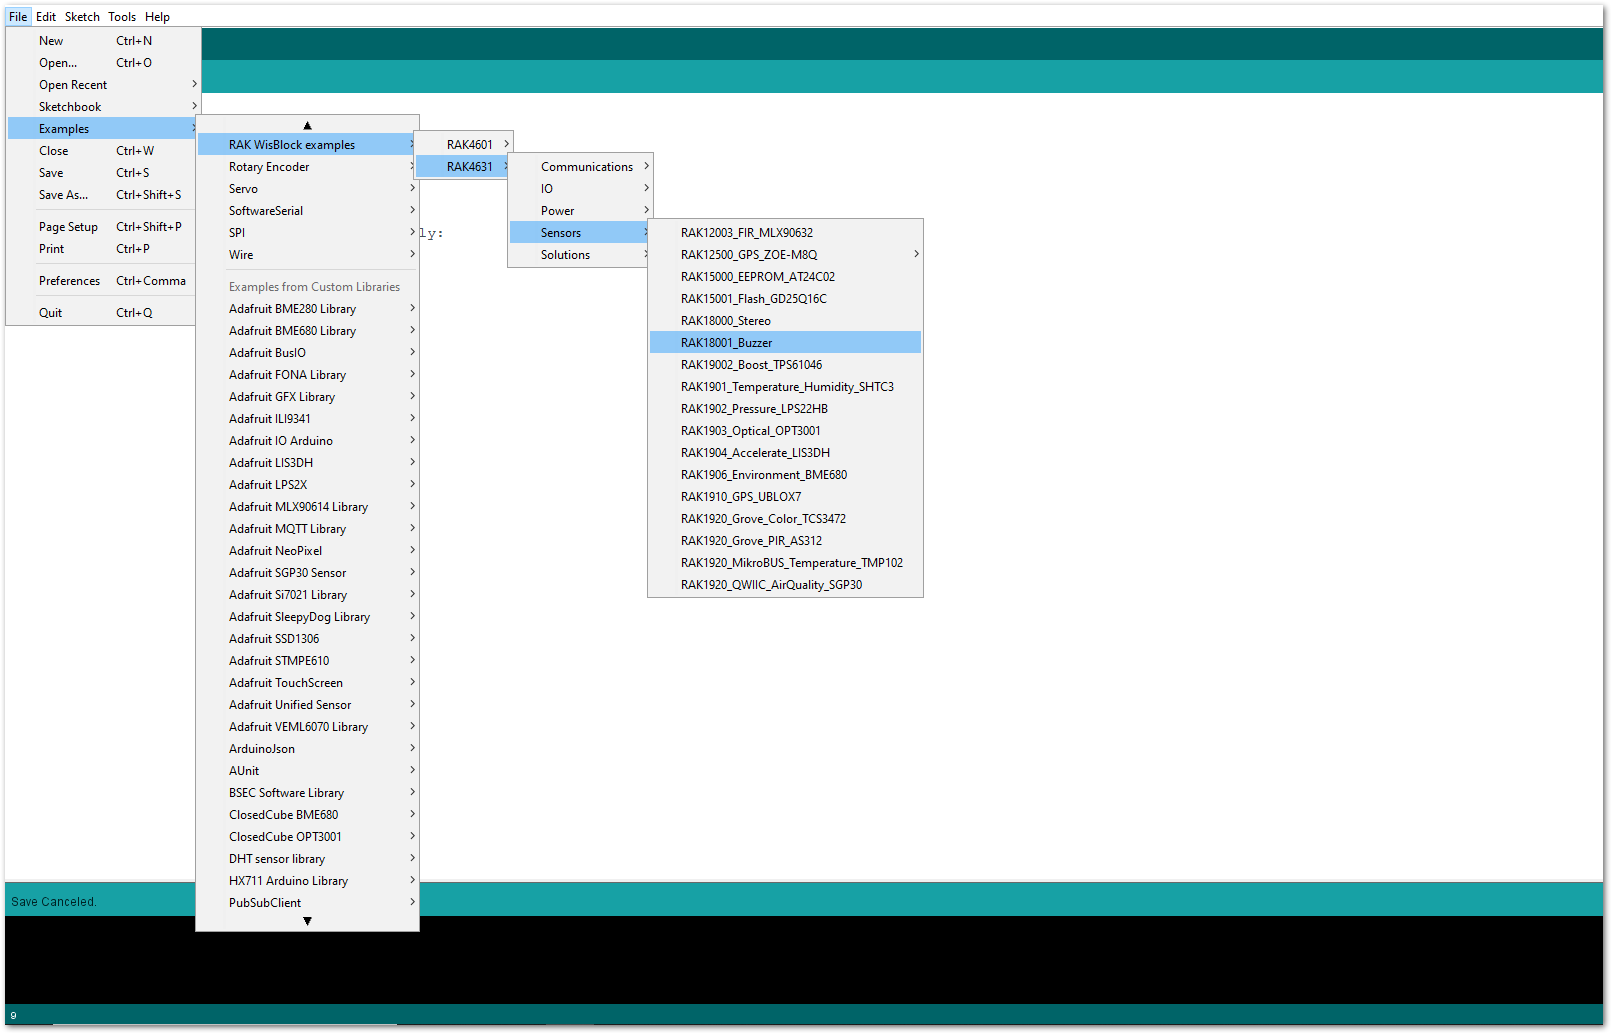 File Edit Sketch Tools Help
New Ctrl+N
Open... Ctrl+O
Open Recent
Sketchbook
Examples
Close Ctrl+W
Save Ctrl+S
Save As... Ctrl+Shift+S
Page Setup Ctrl+Shift+P
Print Ctrl+P
Preferences Ctrl+Comma
Quit Ctrl+Q
RAK WisBlock examples
Rotary Encoder
Servo
SoftwareSerial
SPI
Wire
Examples from Custom Libraries
Adafruit BME280 Library
Adafruit BME680 Library
Adafruit BusIO
Adafruit FONA Library
Adafruit GFX Library
Adafruit ILI9341
Adafruit IO Arduino
Adafruit LIS3DH
Adafruit LPS2X
Adafruit MLX90614 Library
Adafruit MQTT Library
Adafruit NeoPixel
Adafruit SGP30 Sensor
Adafruit Si7021 Library
Adafruit SleepyDog Library
Adafruit SSD1306
Adafruit STMPE610
Adafruit TouchScreen
Adafruit Unified Sensor
Adafruit VEML6070 Library
ArduinoJson
AUnit
BSEC Software Library
ClosedCube BME680
ClosedCube OPT3001
DHT sensor library
HX711 Arduino Library
PubSubClient
RAK4601
RAK4631
ly:
Communications
IO
Power
Sensors
Solutions
RAK12003_FIR_MLX90632
RAK12500_GPS_ZOE-M8Q
RAK15000_EEPROM_AT24C02
RAK15001_Flash_GD25Q16C
RAK18000_Stereo
RAK18001_Buzzer
RAK19002_Boost_TPS61046
RAK1901_Temperature_Humidity_SHTC3
RAK1902_Pressure_LPS22HB
RAK1903_Optical_OPT3001
RAK1904_Accelerate_LIS3DH
RAK1906_Environment_BME680
RAK1910_GPS_UBLOX7
RAK1920_Grove_Color_TCS3472
RAK1920_Grove_PIR_AS312
RAK1920_MikroBUS_Temperature_TMP102
RAK1920_QWIIC_AirQuality_SGP30
Save Canceled.
9